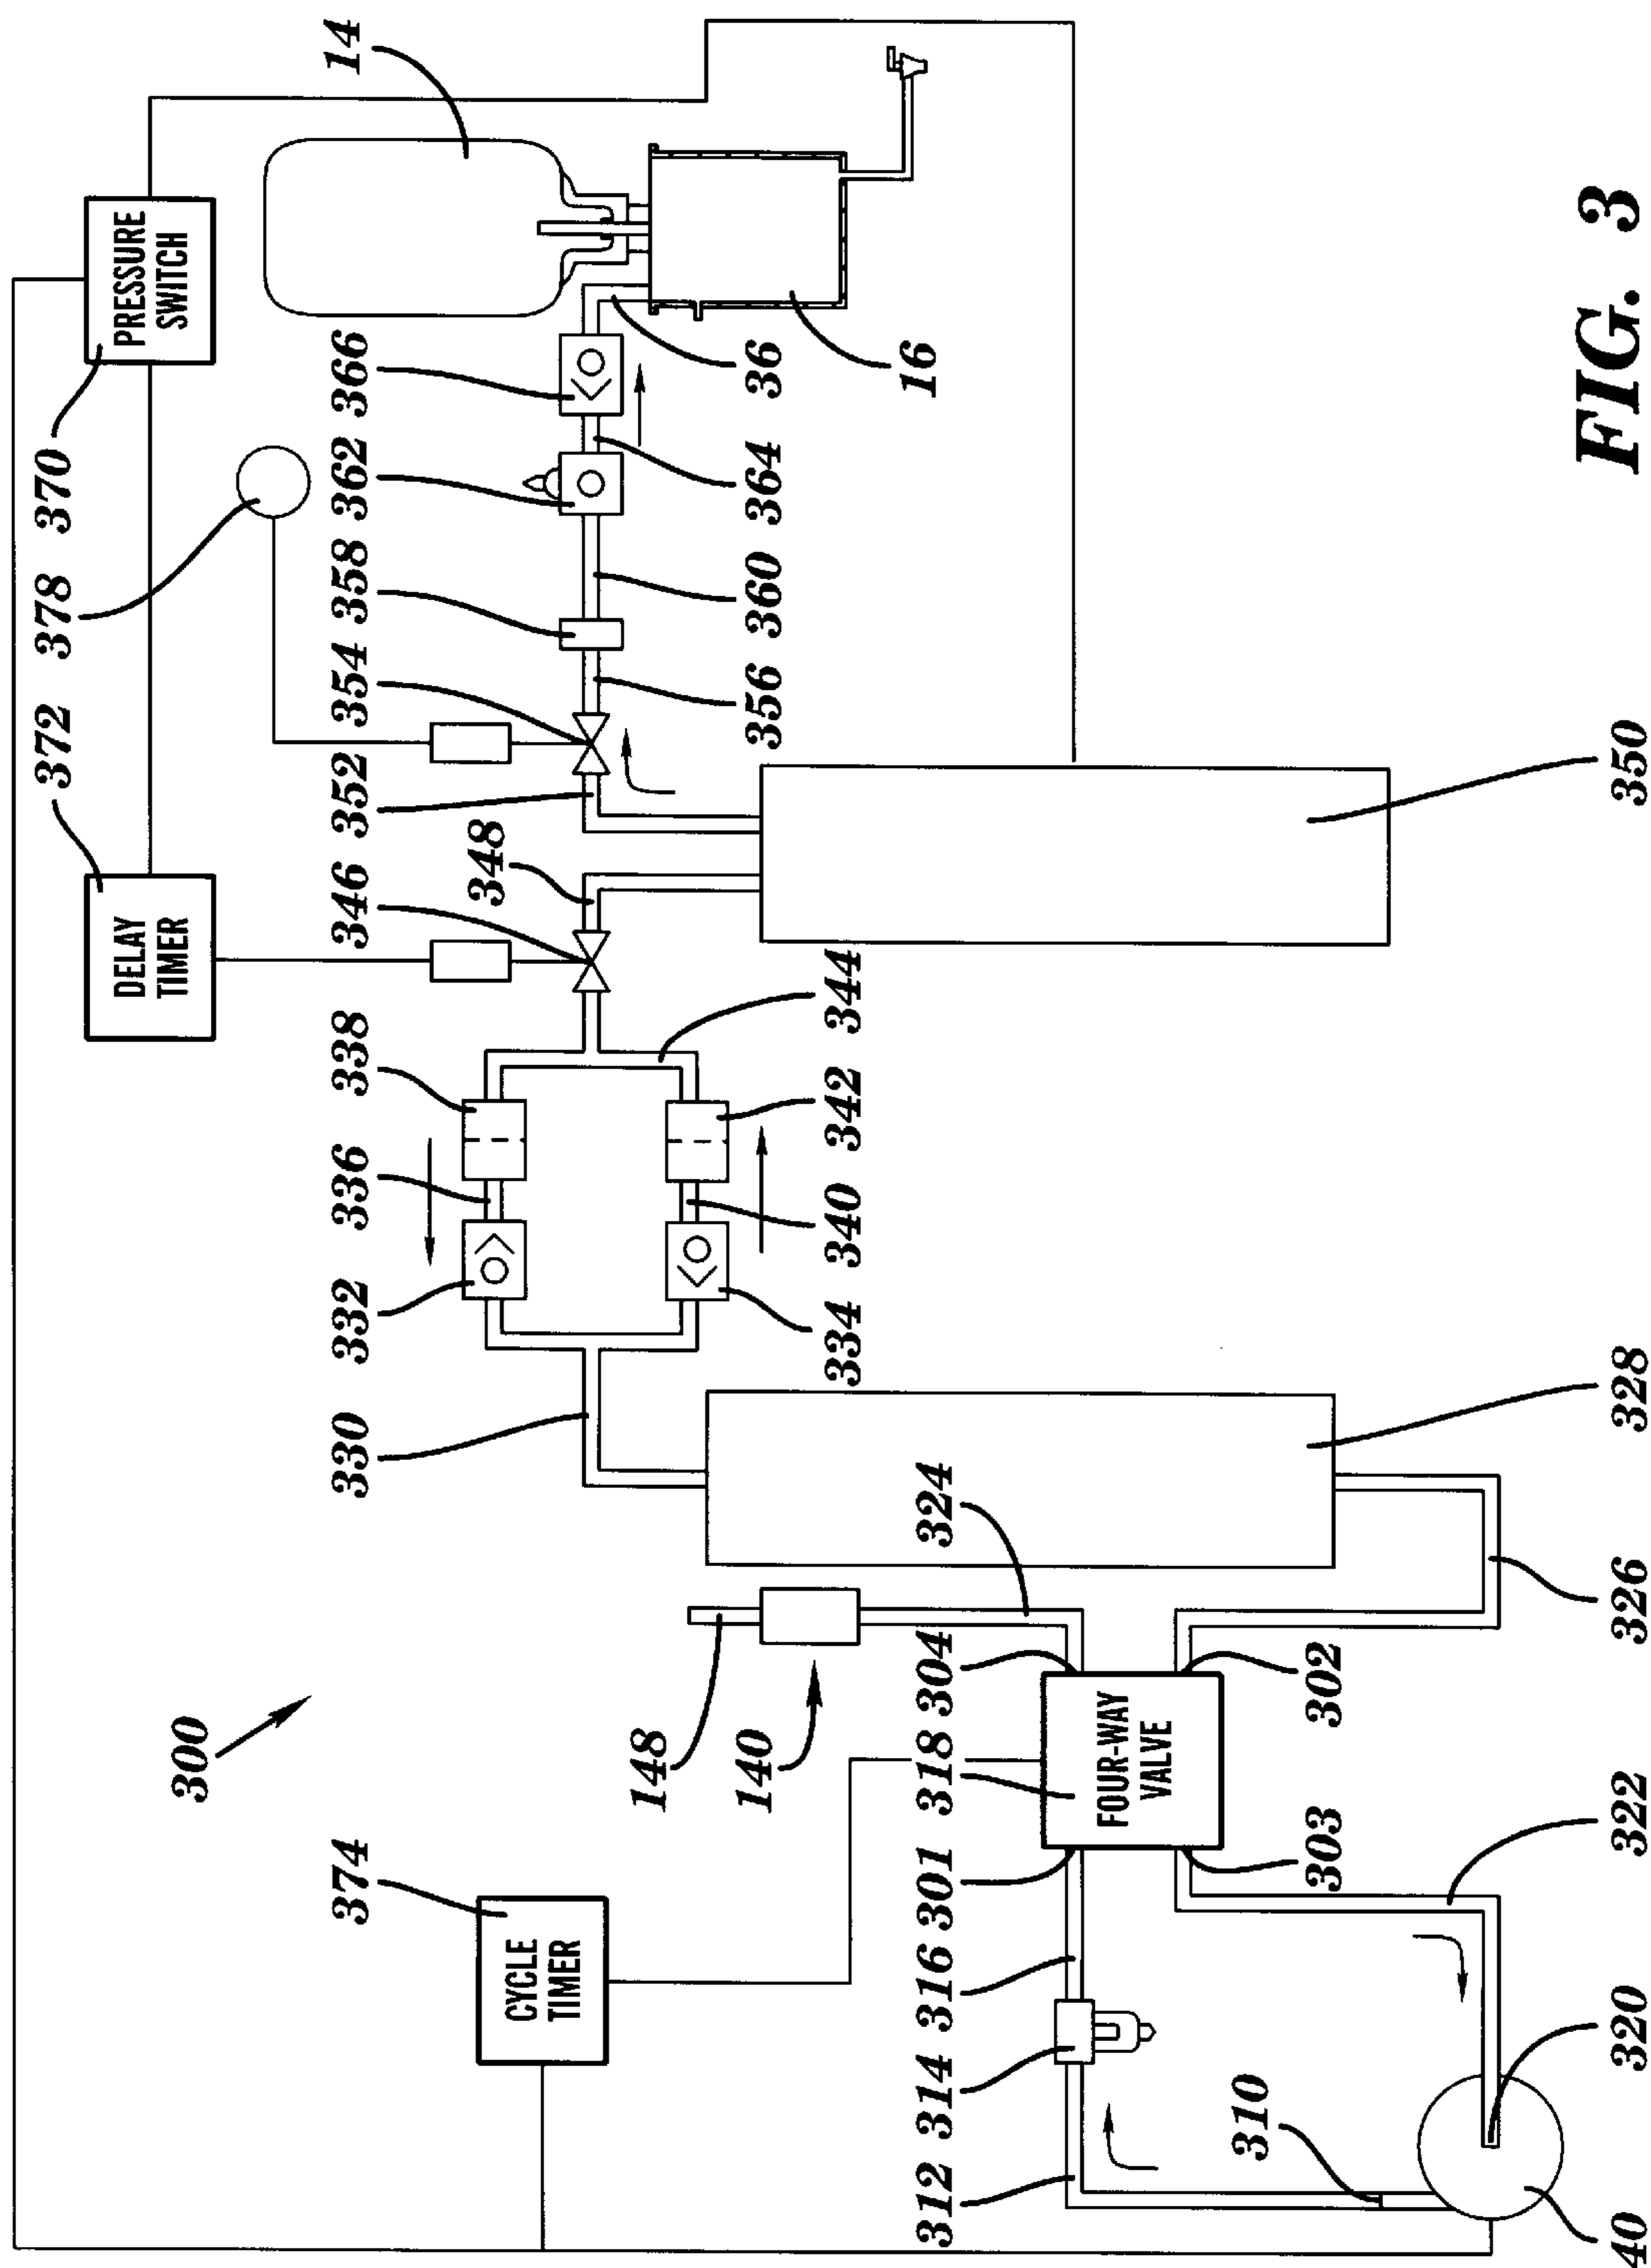 372 378 370
DELAY
TIMER
PRESSURE
SWITCH
300
374 330 332 336 338 346 352 354 358 362 366 14
348
CYCLE
TIMER
148
140
356 360 364 36
334 340 342 344
312 314 316 301 318 304 324
16
FOUR-WAY
VALVE
310
303 302
40 320 322 326 328 350
FIG. 3